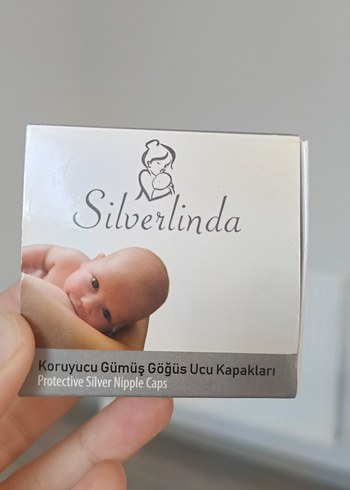 Silverlinda
Koruyucu Gümüş Göğüs Ucu Kapakları
Protective Silver Nipple Caps